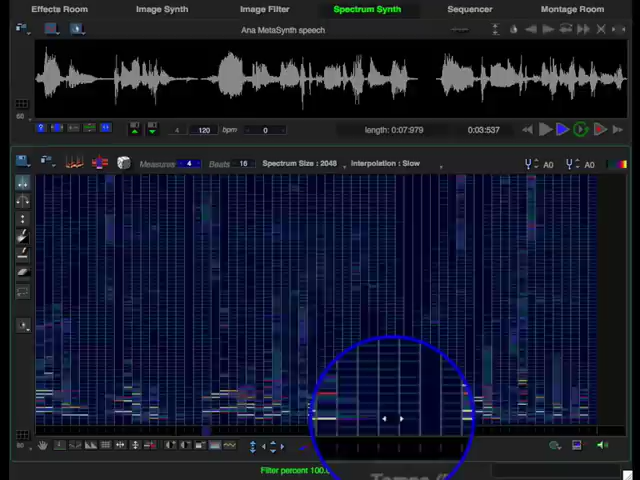 Effects Room Image Synth Image Filter Spectrum Synth Sequencer Montage Room
Ana MetaSynth speech
60
4 120 bpm - 0 length: 0:07:979 0:03:537
Measures 4 Beats 16 Spectrum Size : 2048 Interpolation : Slow A0 A0
60
Filter percent 100.